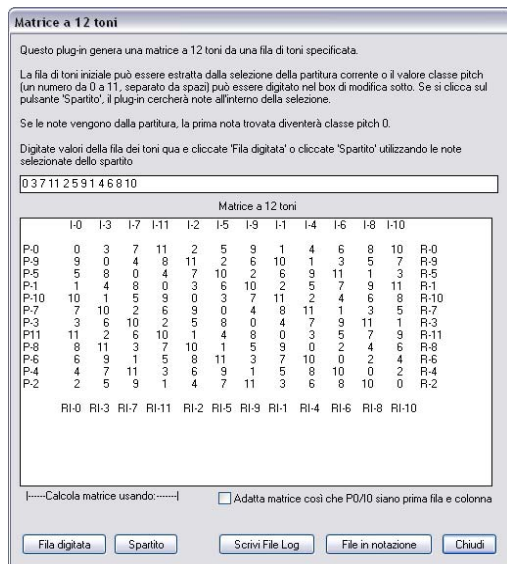 Matrice a 12 toni
Questo plug-in genera una matrice a 12 toni da una fila di toni specificata.
La fila di toni iniziale può essere estratta dalla selezione della partitura corrente o il valore classe pitch
(un numero da 0 a 11, separato da spazi) può essere digitato nel box di modifica sotto. Se si clicca sul
pulsante 'Spartito', il plug-in cercherà note all'interno della selezione.
Se le note vengono dalla partitura, la prima nota trovata diventerà classe pitch 0.
Digitate valori della fila dei toni qua e cliccate 'Fila digitata' o cliccate 'Spartito' utilizzando le note
selezionate dello spartito
0 3 7 11 2 5 9 1 4 6 8 10
Matrice a 12 toni
I-0 I-3 I-7 I-11 I-2 I-5 I-9 I-1 I-4 I-6 I-8 I-10
P-0 0 3 7 11 2 5 9 1 4 6 8 10 R-0
P-9 9 0 4 8 11 2 6 10 1 3 5 7 R-9
P-5 5 8 0 4 7 10 2 6 9 11 1 3 R-5
P-1 1 4 8 0 3 6 10 2 5 7 9 11 R-1
P-10 10 1 5 9 0 3 7 11 2 4 6 8 R-10
P-7 7 10 2 6 9 0 4 8 11 1 3 5 R-7
P-3 3 6 10 2 5 8 0 4 7 9 11 1 R-3
P11 11 2 6 10 1 4 8 0 3 5 7 9 R-11
P-8 8 11 3 7 10 1 5 9 0 2 4 6 R-8
P-6 6 9 1 5 8 11 3 7 10 0 2 4 R-6
P-4 4 7 11 3 6 9 1 5 8 10 0 2 R-4
P-2 2 5 9 1 4 7 11 3 6 8 10 0 R-2
RI-0 RI-3 RI-7 RI-11 RI-2 RI-5 RI-9 RI-1 RI-4 RI-6 RI-8 RI-10
|------Calcola matrice usando:-------|
Adatta matrice così che P0/I0 siano prima fila e colonna
Fila digitata Spartito Scrivi File Log File in notazione Chiudi